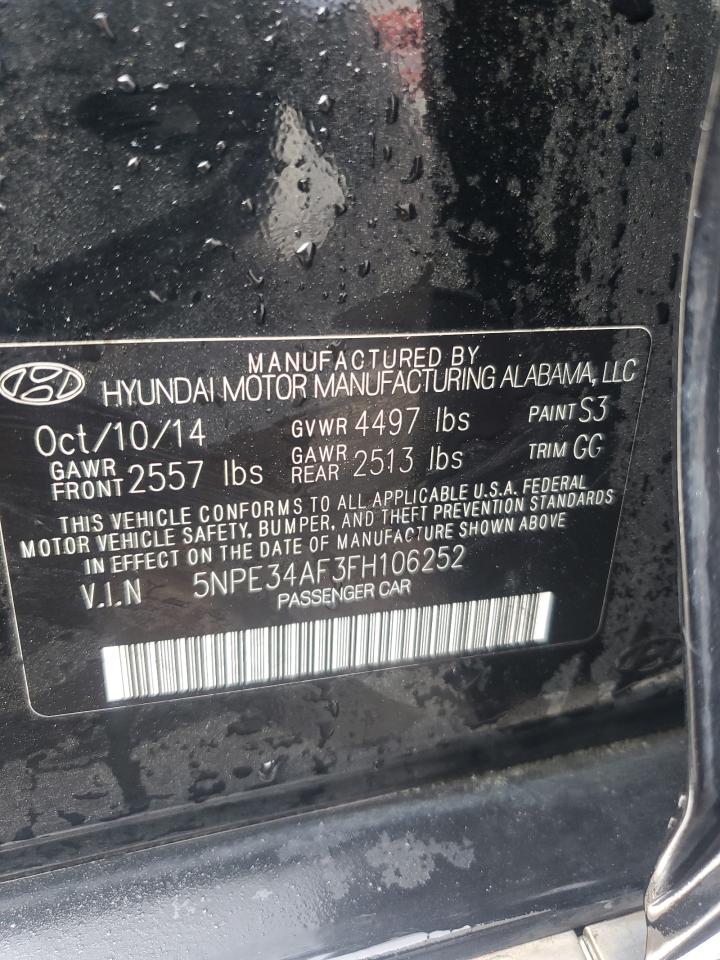 MANUFACTURED BY
HYUNDAI MOTOR MANUFACTURING ALABAMA, LLC
Oct/10/14 GVWR 4497 lbs PAINT S3
GAWR FRONT 2557 lbs GAWR REAR 2513 lbs TRIM GG
THIS VEHICLE CONFORMS TO ALL APPLICABLE U.S.A. FEDERAL
MOTOR VEHICLE SAFETY, BUMPER, AND THEFT PREVENTION STANDARDS
IN EFFECT ON THE DATE OF MANUFACTURE SHOWN ABOVE
V.I.N 5NPE34AF3FH106252
PASSENGER CAR